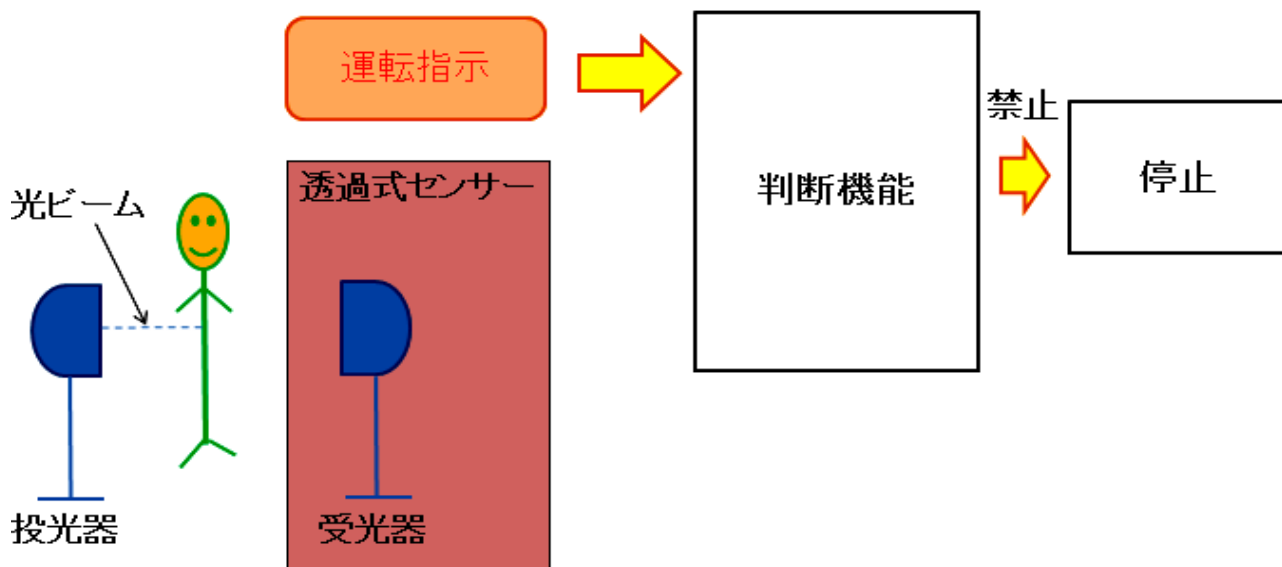 運転指示
禁止
透過式センサー
判断機能
停止
光ビーム
投光器
受光器